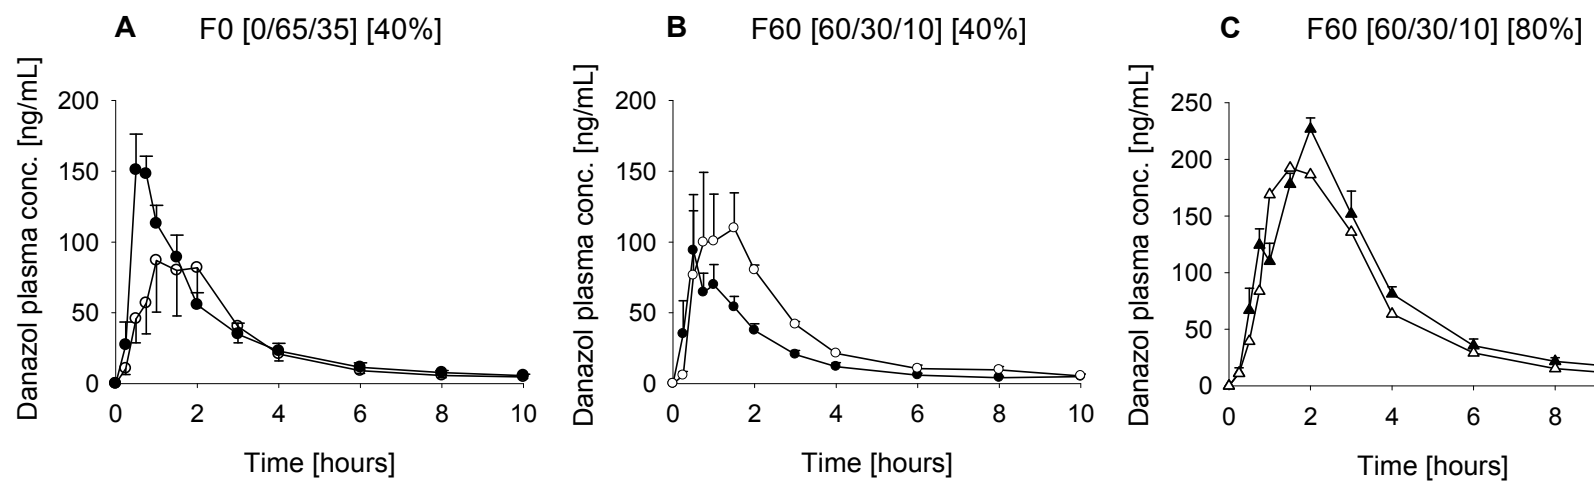 A F0 [0/65/35] [40%]
Danazol plasma conc. [ng/mL]
200
150
100
50
0
0 2 4 6 8 10
Time [hours]
B F60 [60/30/10] [40%]
Danazol plasma conc. [ng/mL]
200
150
100
50
0
0 2 4 6 8 10
Time [hours]
C F60 [60/30/10] [80%]
Danazol plasma conc. [ng/mL]
250
200
150
100
50
0
0 2 4 6 8
Time [hours]